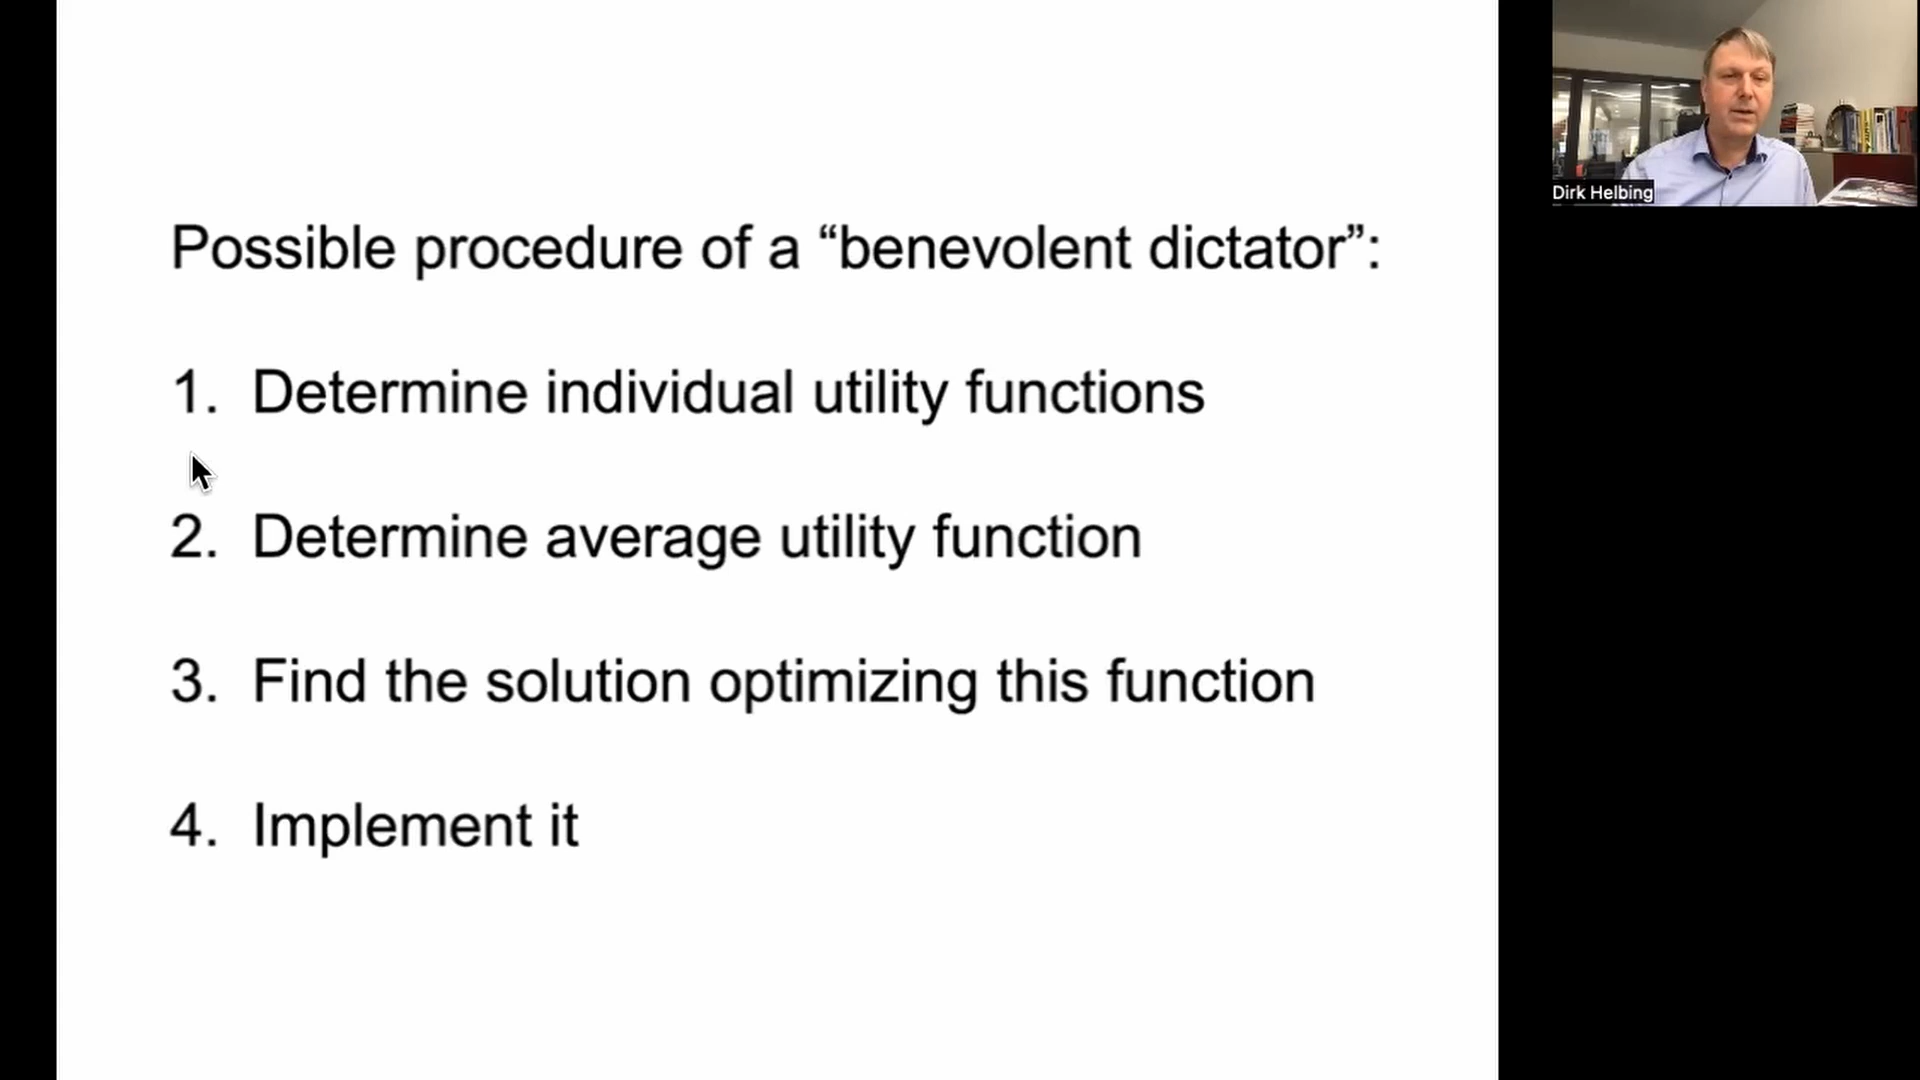 Possible procedure of a “benevolent dictator”:
1. Determine individual utility functions
2. Determine average utility function
3. Find the solution optimizing this function
4. Implement it
Dirk Helbing